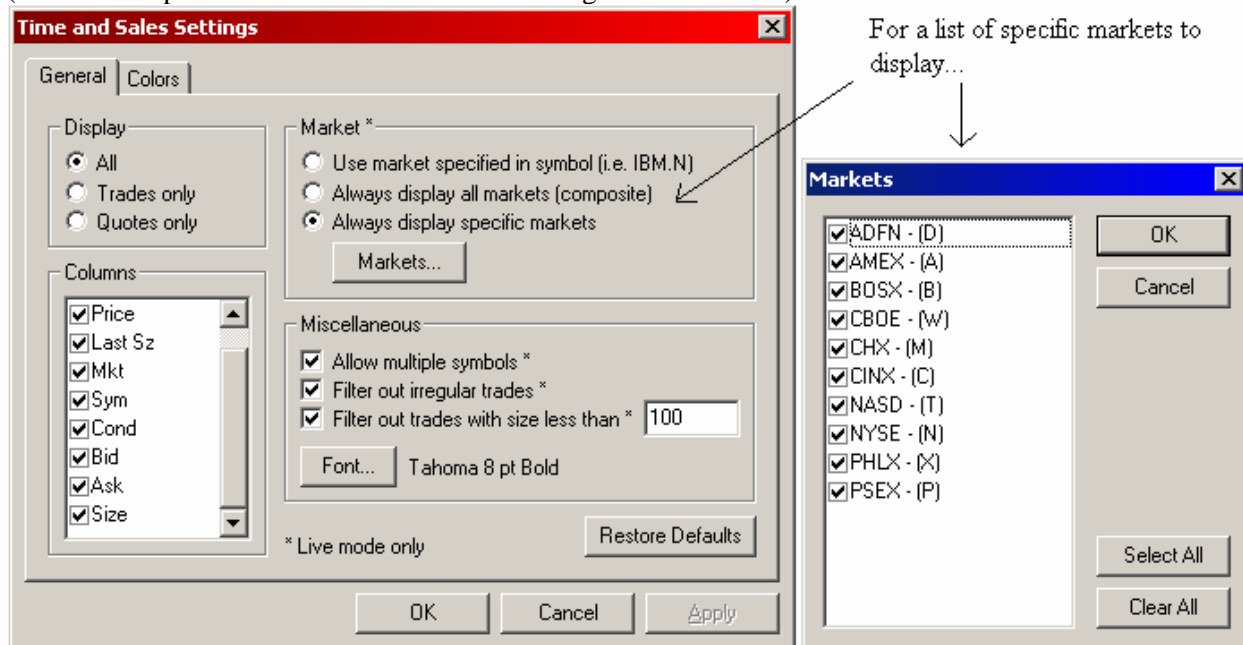 Time and Sales Settings
General
Colors
Display
All
Trades only
Quotes only
Columns
Price
Last Sz
Mkt
Sym
Cond
Bid
Ask
Size
Market *
Use market specified in symbol (i.e. IBM.N)
Always display all markets (composite)
Always display specific markets
Markets...
Miscellaneous
Allow multiple symbols *
Filter out irregular trades *
Filter out trades with size less than * 100
Font... Tahoma 8 pt Bold
* Live mode only
Restore Defaults
OK Cancel Apply
For a list of specific markets to
display...
Markets
ADFN - (D)
AMEX - (A)
BOSX - (B)
CBOE - (W)
CHX - (M)
CINX - (C)
NASD - (T)
NYSE - (N)
PHLX - (X)
PSEX - (P)
OK
Cancel
Select All
Clear All